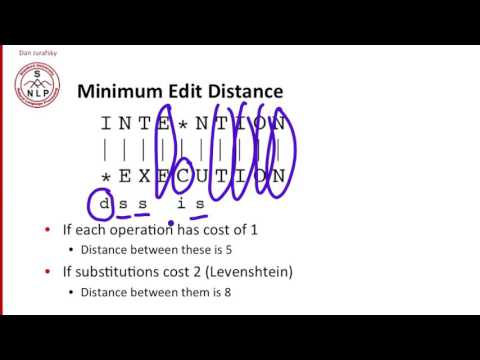 Dan Jurafsky
S
NLP
Minimum Edit Distance
I N T E * N T I O N
| | | | | | | | | |
* E X E C U T I O N
d s s i s
• If each operation has cost of 1
• Distance between these is 5
• If substitutions cost 2 (Levenshtein)
• Distance between them is 8